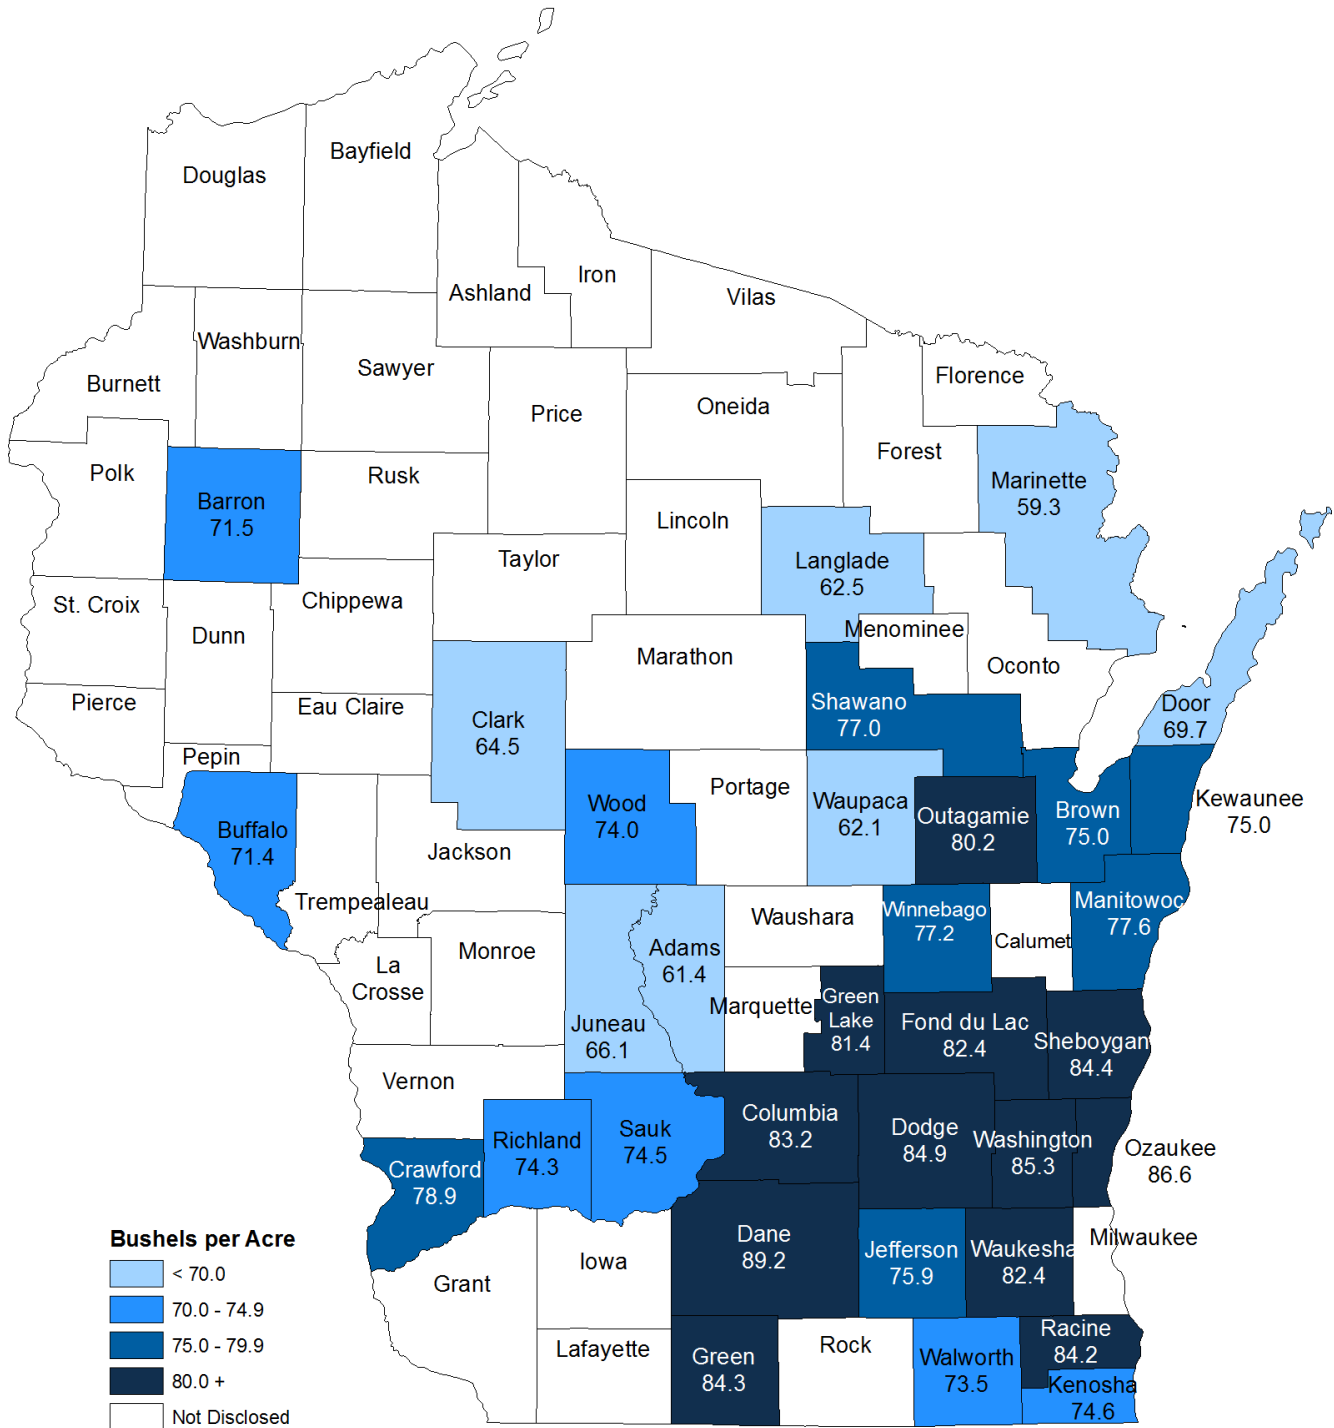 Bayfield
Douglas
Iron
Ashland
Vilas
Washburn
Sawyer
Florence
Burnett
Oneida
Price
Forest
Polk
Rusk
Marinette
59.3
Barron
71.5
Lincoln
Taylor
Langlade
62.5
Chippewa
St. Croix
Menominee
Dunn
Marathon
Oconto
Pierce
Eau Claire
Shawano
77.0
Door
69.7
Clark
64.5
Pepin
Portage
Kewaunee
75.0
Wood
74.0
Waupaca
62.1
Brown
75.0
Outagamie
80.2
Buffalo
71.4
Jackson
Trempealeau
Manitowoc
77.6
Winnebago
77.2
Waushara
Calumet
Monroe
Adams
61.4
La
Crosse
Green
Lake
81.4
Marquette
Juneau
66.1
Fond du Lac
82.4
Sheboygan
84.4
Vernon
Columbia
83.2
Dodge
84.9
Sauk
74.5
Richland
74.3
Washington
85.3
Ozaukee
86.6
Crawford
78.9
Dane
89.2
Milwaukee
Jefferson
75.9
Waukesha
82.4
Iowa
Grant
Racine
84.2
Rock
Lafayette
Green
84.3
Walworth
73.5
Kenosha
74.6
Bushels per Acre
< 70.0
70.0 - 74.9
75.0 - 79.9
80.0 +
Not Disclosed